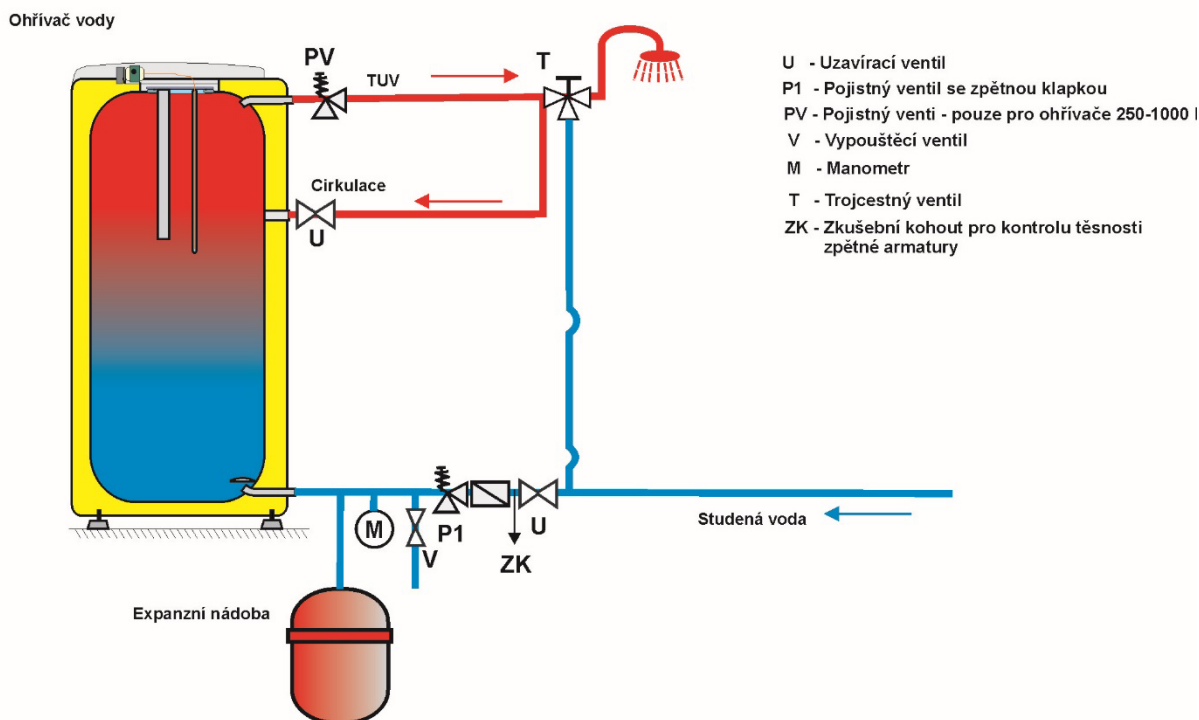 Ohřívač vody
PV
TUV
T
Cirkulace
U
Studená voda
M
V
P1
ZK
U
Expanzní nádoba
U - Uzavírací ventil
P1 - Pojistný ventil se zpětnou klapkou
PV - Pojistný venti - pouze pro ohřívače 250-1000 l
V - Vypouštěcí ventil
M - Manometr
T - Trojcestný ventil
ZK - Zkušební kohout pro kontrolu těsnosti
zpětné armatury